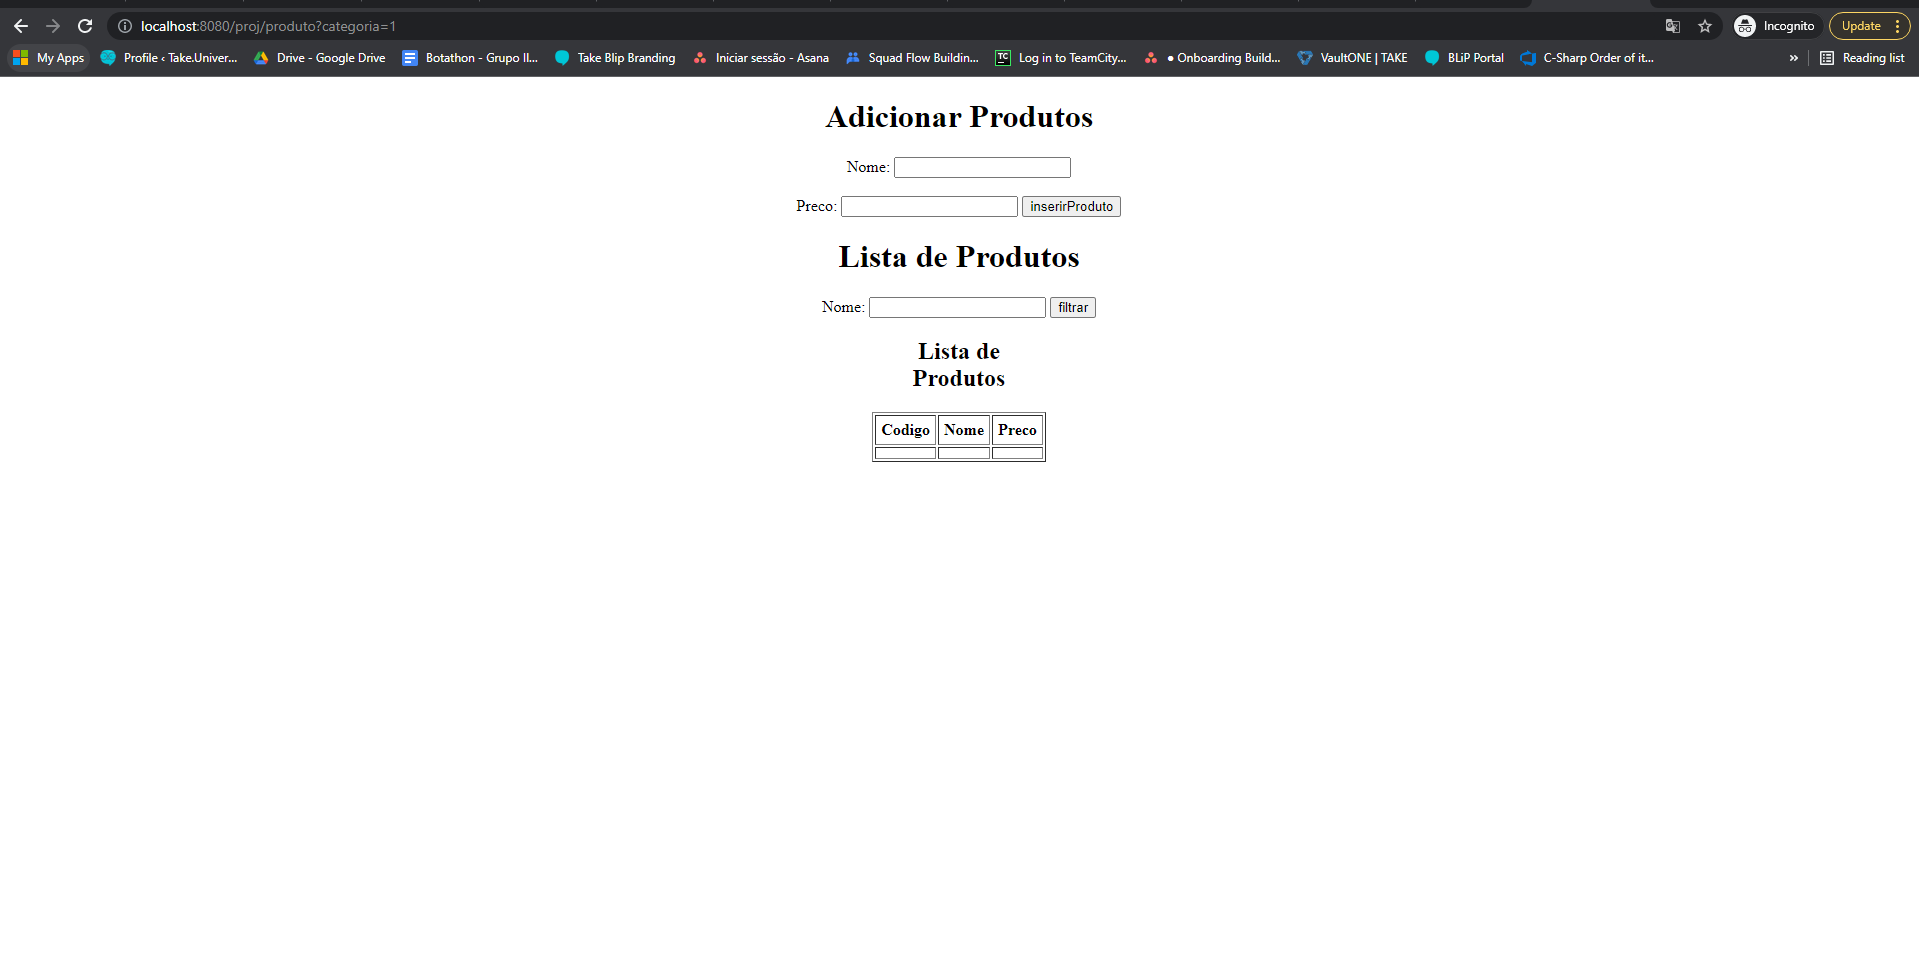 localhost:8080/proj/produto?categoria=1
Incognito
Update
My Apps
Profile ‹ Take.Univer...
Drive - Google Drive
Botathon - Grupo II...
Take Blip Branding
Iniciar sessão - Asana
Squad Flow Buildin...
TC
Log in to TeamCity...
● Onboarding Build...
VaultONE | TAKE
BLiP Portal
C-Sharp Order of it...
»
Reading list
Adicionar Produtos
Nome:
Preco: inserirProduto
Lista de Produtos
Nome: filtrar
Lista de
Produtos
Codigo Nome Preco